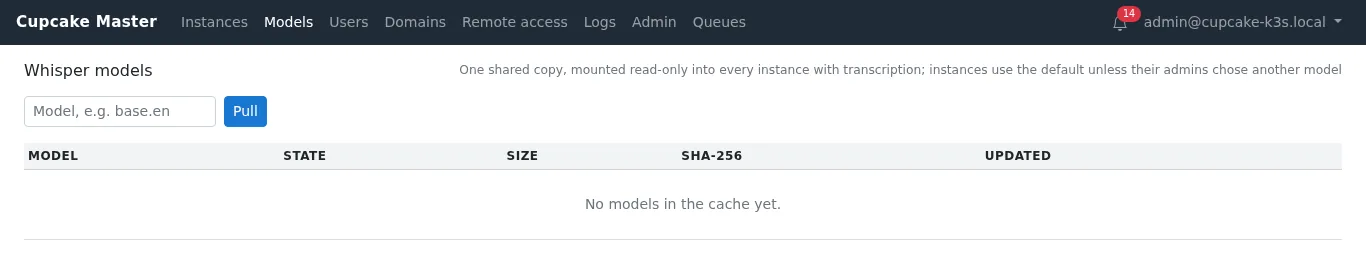 Cupcake Master Instances Models Users Domains Remote access Logs Admin Queues 14 admin@cupcake-k3s.local
Whisper models One shared copy, mounted read-only into every instance with transcription; instances use the default unless their admins chose another model
Model, e.g. base.en Pull
MODEL STATE SIZE SHA-256 UPDATED
No models in the cache yet.